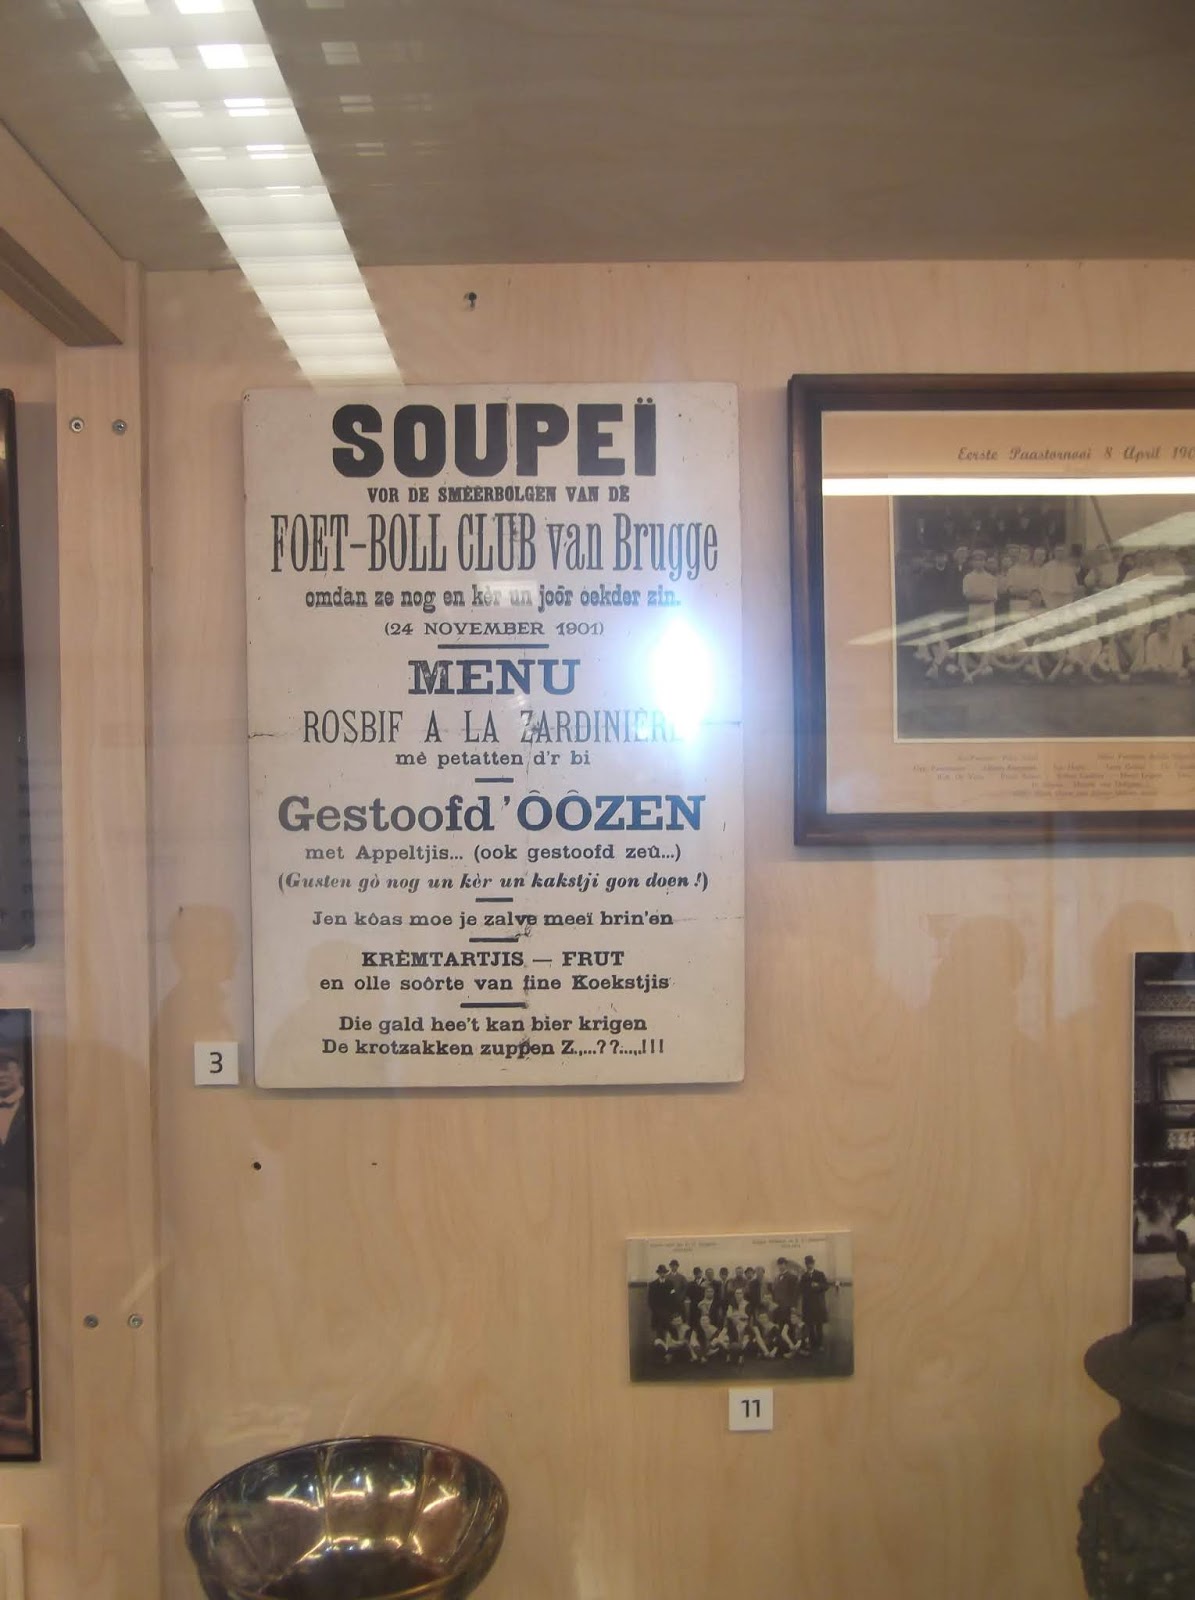 SOUPEÏ
VOR DE SMEERBOLGEN VAN DE
FOET-BOLL CLUB van Brugge
omdan ze nog en kèr un joôr oekder zin.
(24 NOVEMBER 1901)
MENU
ROSBIF A LA ZARDINIÈRE
mè petatten d'r bi
Gestoofd 'ÔÔZEN
met Appeltjis... (ook gestoofd zeû...)
(Gusten gò nog un kèr un kakstji gon doen !)
Jen kôas moe je zalve meeï brin'en
KRÈMTARTJIS — FRUT
en olle soôrte van fine Koekstjis
Die gald hee't kan bier krigen
De krotzakken zuppen Z.,...??...,.!!!
3
Eerste Paastornooi 8 April
11